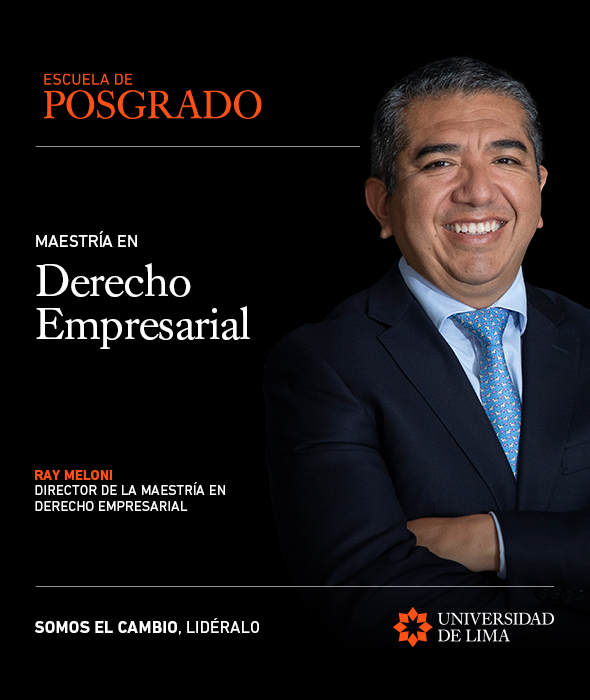 ESCUELA DE
POSGRADO
MAESTRÍA EN
Derecho
Empresarial
RAY MELONI
DIRECTOR DE LA MAESTRÍA EN
DERECHO EMPRESARIAL
SOMOS EL CAMBIO, LIDÉRALO
UNIVERSIDAD
DE LIMA